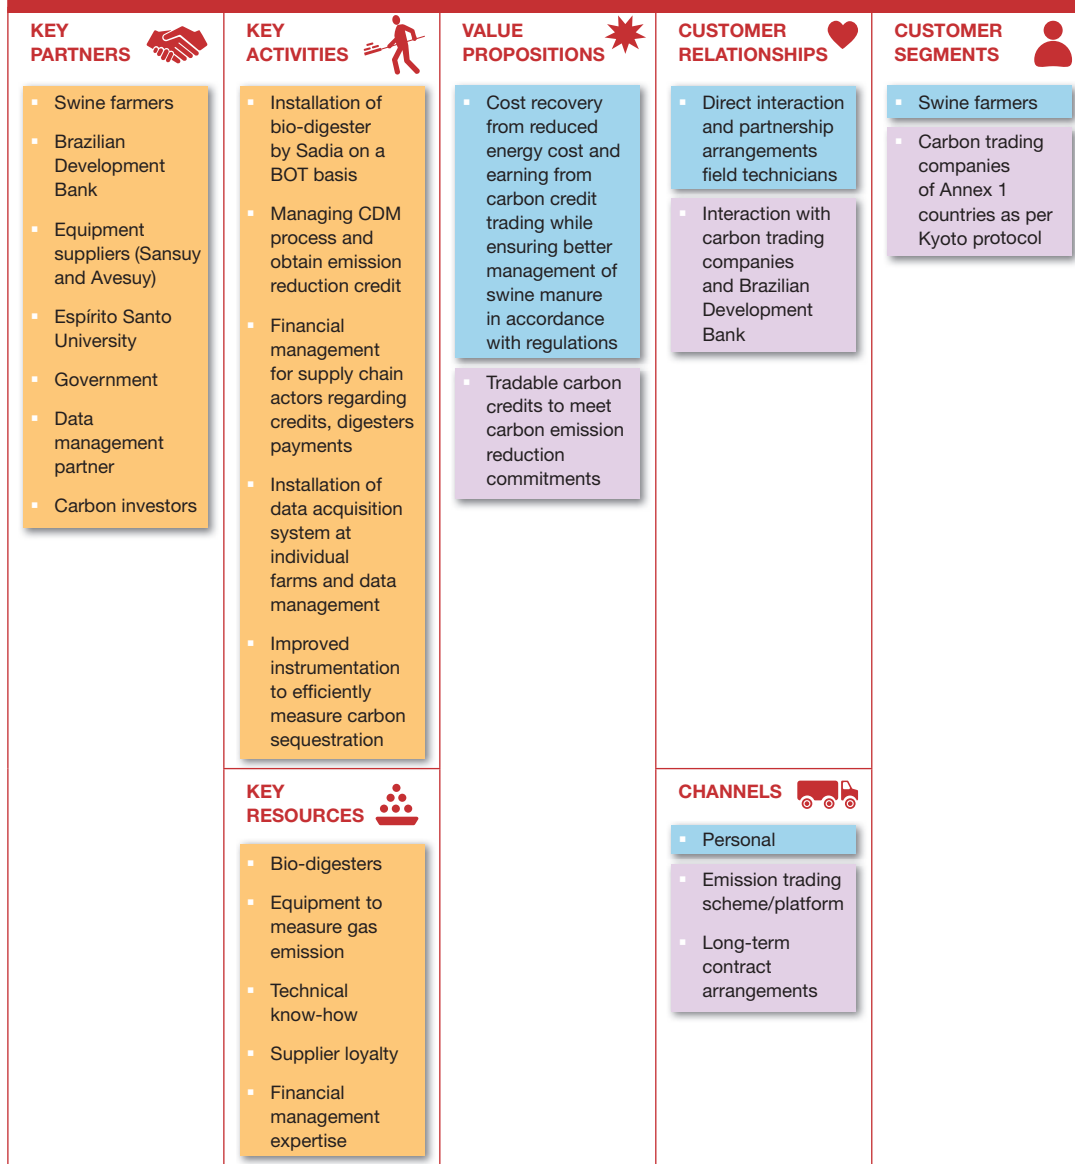 KEY
PARTNERS
Swine farmers
Brazilian
Development
Bank
Equipment
suppliers (Sansuy
and Avesuy)
Espírito Santo
University
Government
Data
management
partner
Carbon investors
KEY
ACTIVITIES
Installation of
bio-digester
by Sadia on a
BOT basis
Managing CDM
process and
obtain emission
reduction credit
Financial
management
for supply chain
actors regarding
credits, digesters
payments
Installation of
data acquisition
system at
individual
farms and data
management
Improved
instrumentation
to efficiently
measure carbon
sequestration
KEY
RESOURCES
Bio-digesters
Equipment to
measure gas
emission
Technical
know-how
Supplier loyalty
Financial
management
expertise
VALUE
PROPOSITIONS
Cost recovery
from reduced
energy cost and
earning from
carbon credit
trading while
ensuring better
management of
swine manure
in accordance
with regulations
Tradable carbon
credits to meet
carbon emission
reduction
commitments
CUSTOMER
RELATIONSHIPS
Direct interaction
and partnership
arrangements
field technicians
Interaction with
carbon trading
companies
and Brazilian
Development
Bank
CHANNELS
Personal
Emission trading
scheme/platform
Long-term
contract
arrangements
CUSTOMER
SEGMENTS
Swine farmers
Carbon trading
companies
of Annex 1
countries as per
Kyoto protocol